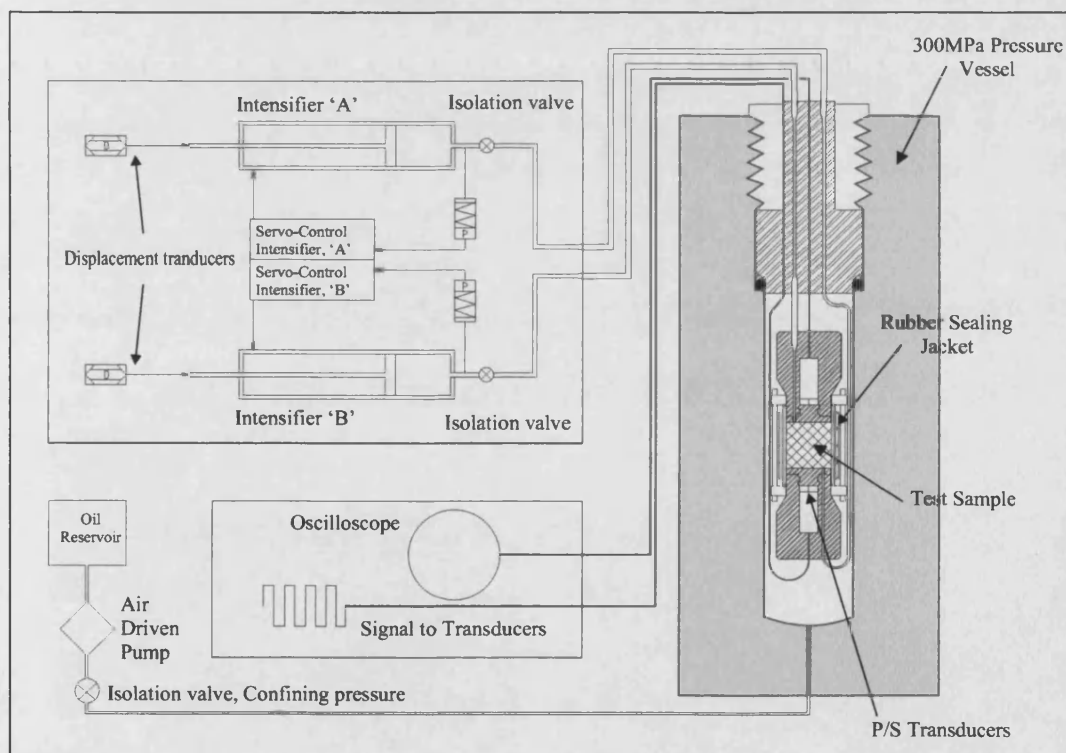 300MPa Pressure
Vessel
Intensifier ‘A’
Isolation valve
Servo-Control
Intensifier, ‘A’
Servo-Control
Intensifier, ‘B’
P
P
Displacement tranducers
Intensifier ‘B’
Isolation valve
Rubber Sealing
Jacket
Test Sample
P/S Transducers
Oil
Reservoir
Air
Driven
Pump
Isolation valve, Confining pressure
Oscilloscope
Signal to Transducers